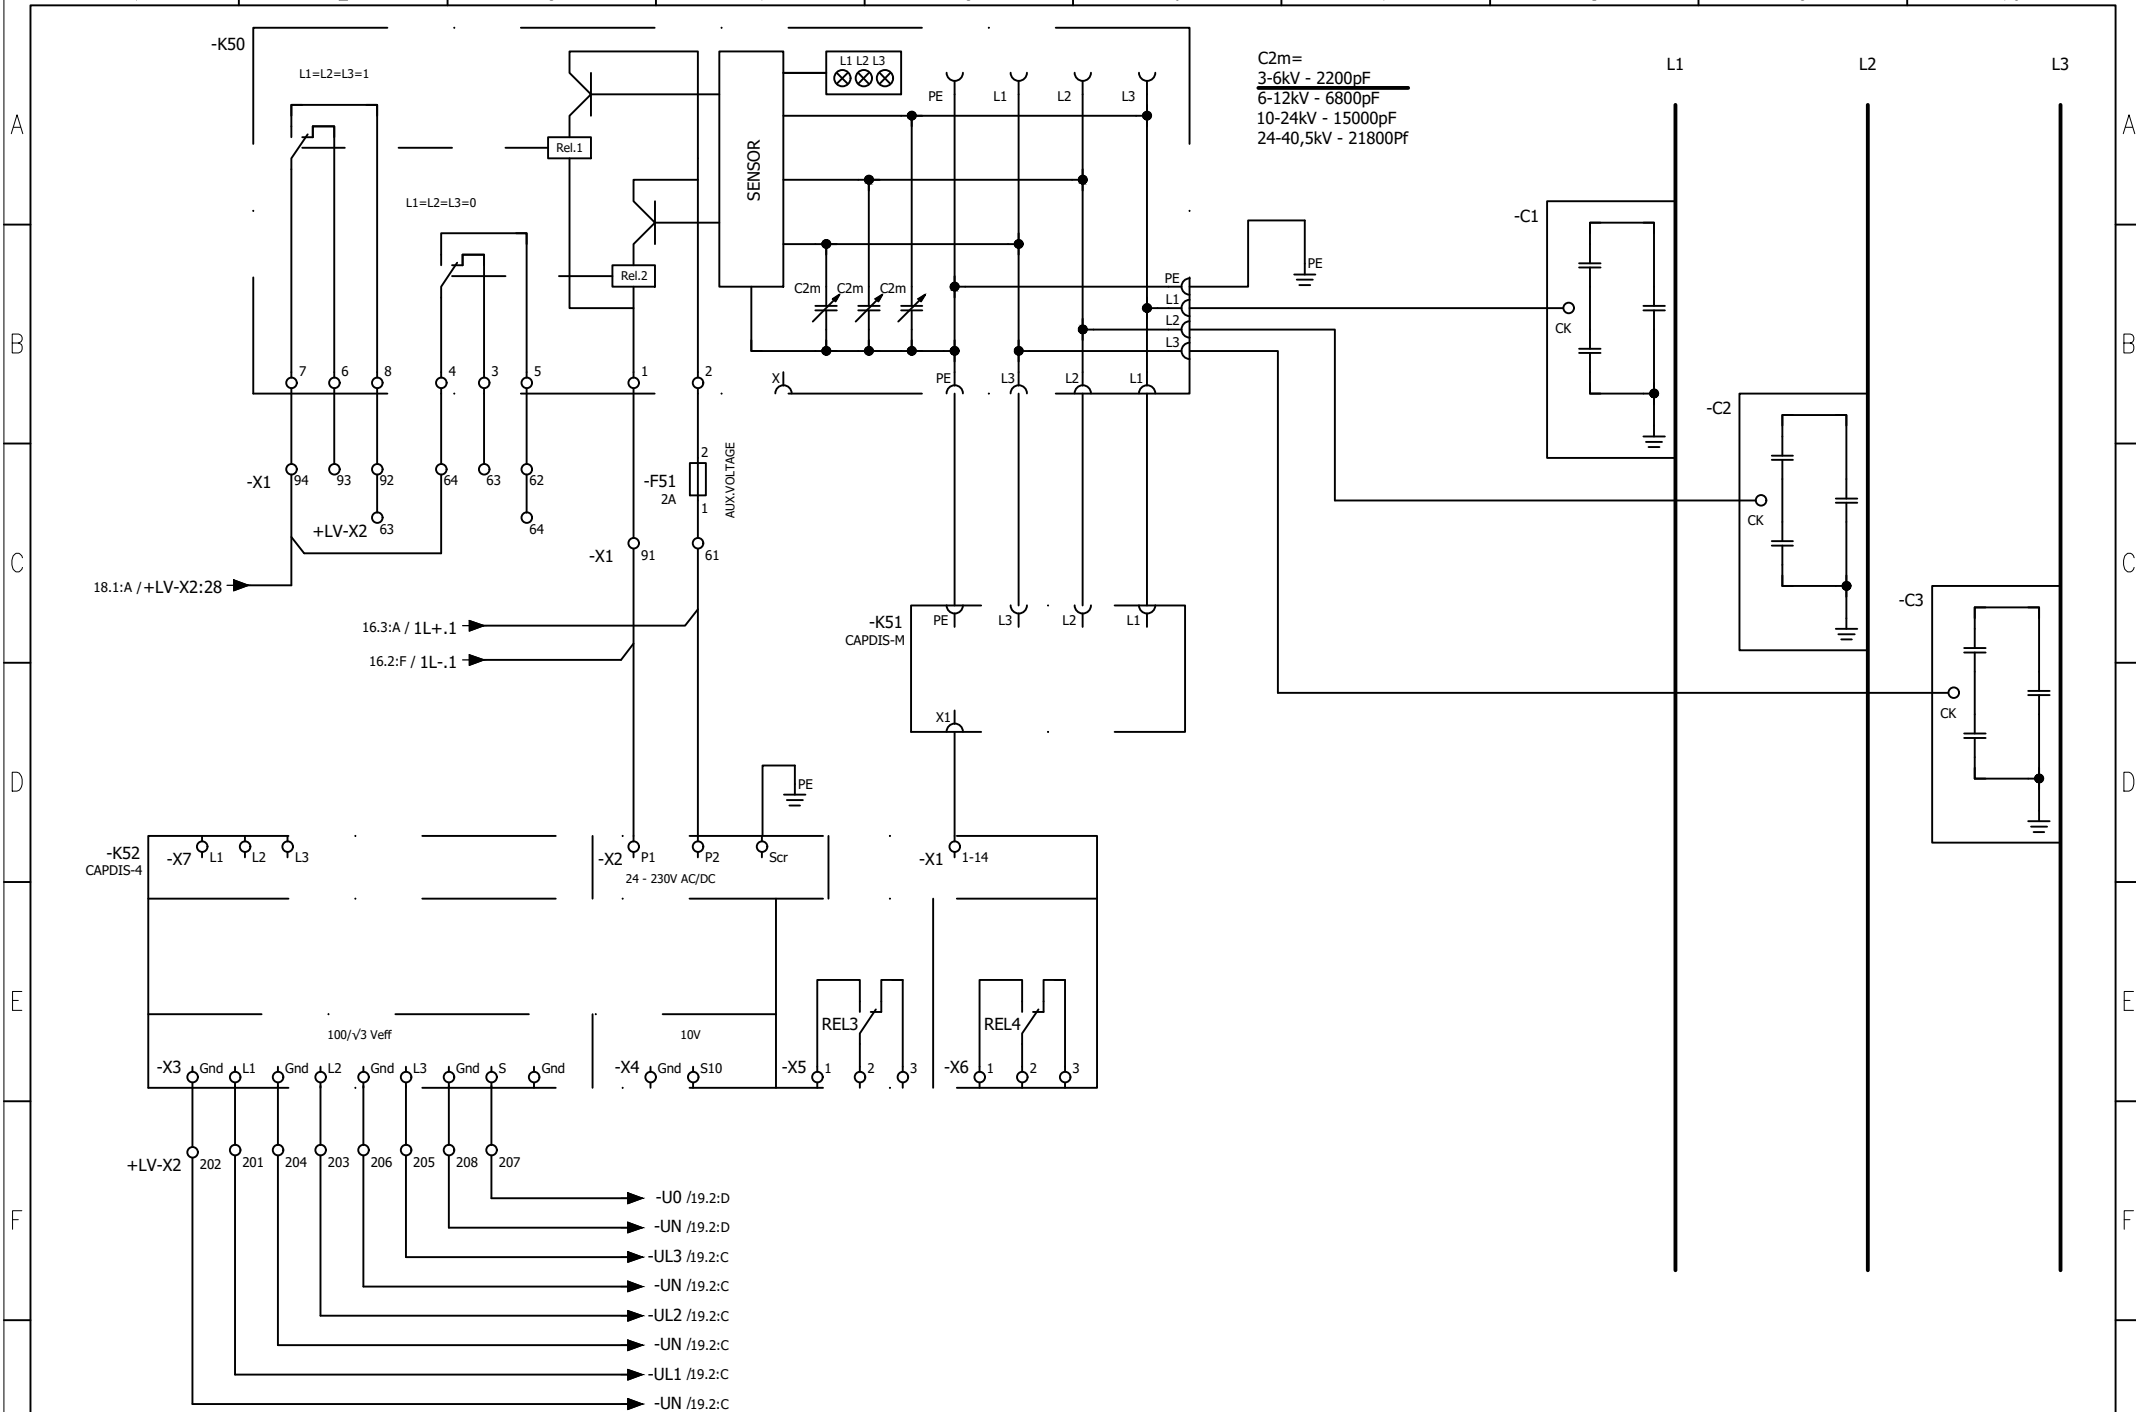 -K50
L1=L2=L3=1
L1 L2 L3
C2m=
3-6kV - 2200pF
6-12kV - 6800pF
10-24kV - 15000pF
24-40,5kV - 21800Pf
L1 L2 L3
PE L1 L2 L3
A A
Rel.1
SENSOR
L1=L2=L3=0
-C1
Rel.2
PE
PE
C2m C2m C2m
L1
L2
L3
CK
B B
7 6 8 4 3 5 1 2
X PE L3 L2 L1
-C2
-X1 94 93 92 64 63 62
-F51
2A
2
1
AUX.VOLTAGE
+LV-X2 63 64
CK
-X1 91 61
C C
18.1:A / +LV-X2:28
-C3
16.3:A / 1L+.1
16.2:F / 1L-.1
-K51
CAPDIS-M
PE L3 L2 L1
X1
CK
D D
PE
-K52
CAPDIS-4
-X7 L1 L2 L3
-X2 P1 P2 Scr
24 - 230V AC/DC
-X1 1-14
E E
REL3 REL4
100/√3 Veff
10V
-X3 Gnd L1 Gnd L2 Gnd L3 Gnd S Gnd
-X4 Gnd S10
-X5 1 2 3
-X6 1 2 3
+LV-X2 202 201 204 203 206 205 208 207
F F
-U0 /19.2:D
-UN /19.2:D
-UL3 /19.2:C
-UN /19.2:C
-UL2 /19.2:C
-UN /19.2:C
-UL1 /19.2:C
-UN /19.2:C